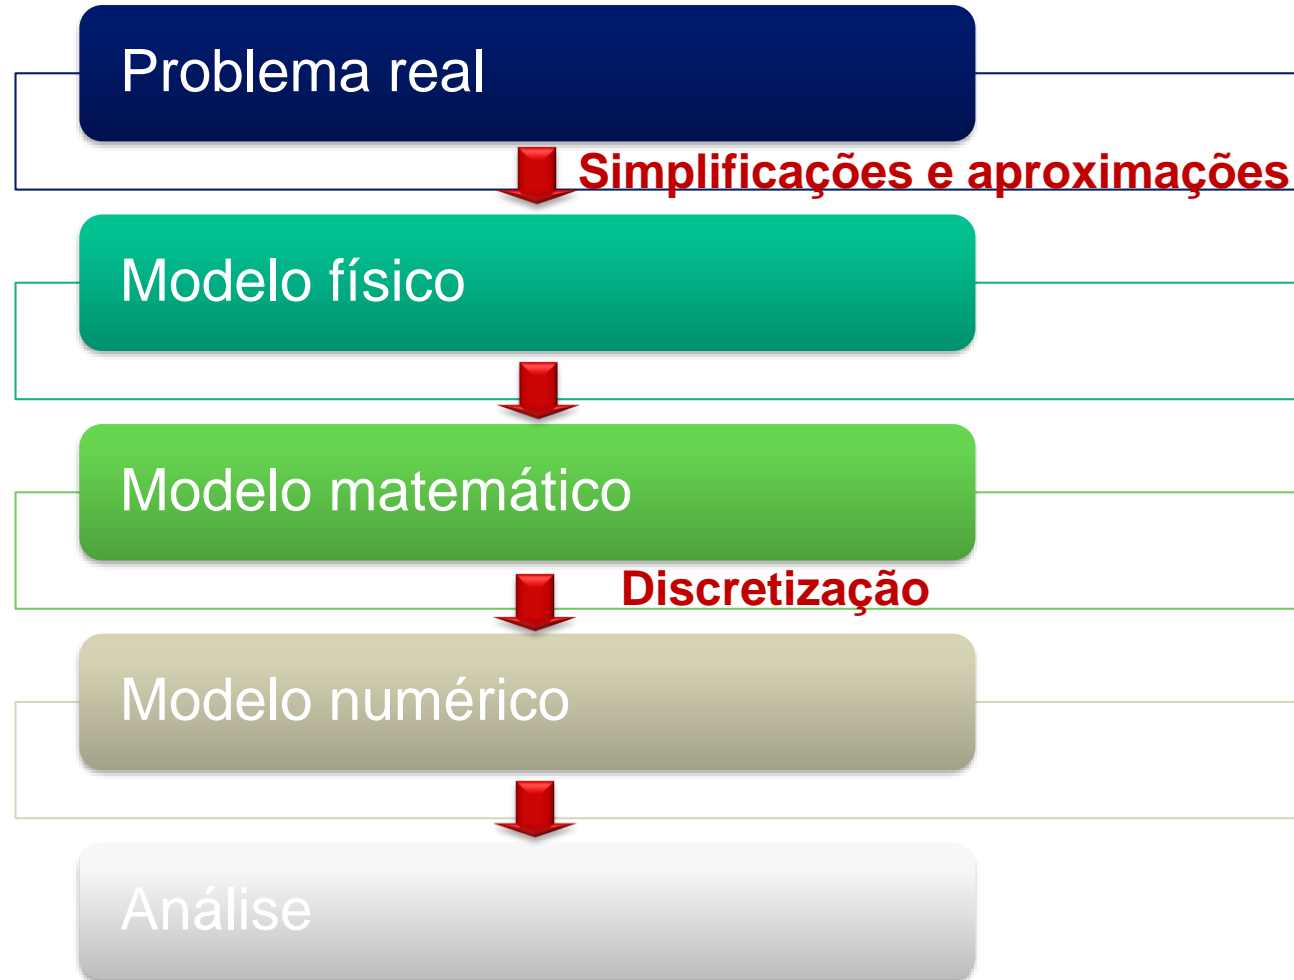 Problema real
Simplificações e aproximações
Modelo físico
Modelo matemático
Discretização
Modelo numérico
Análise